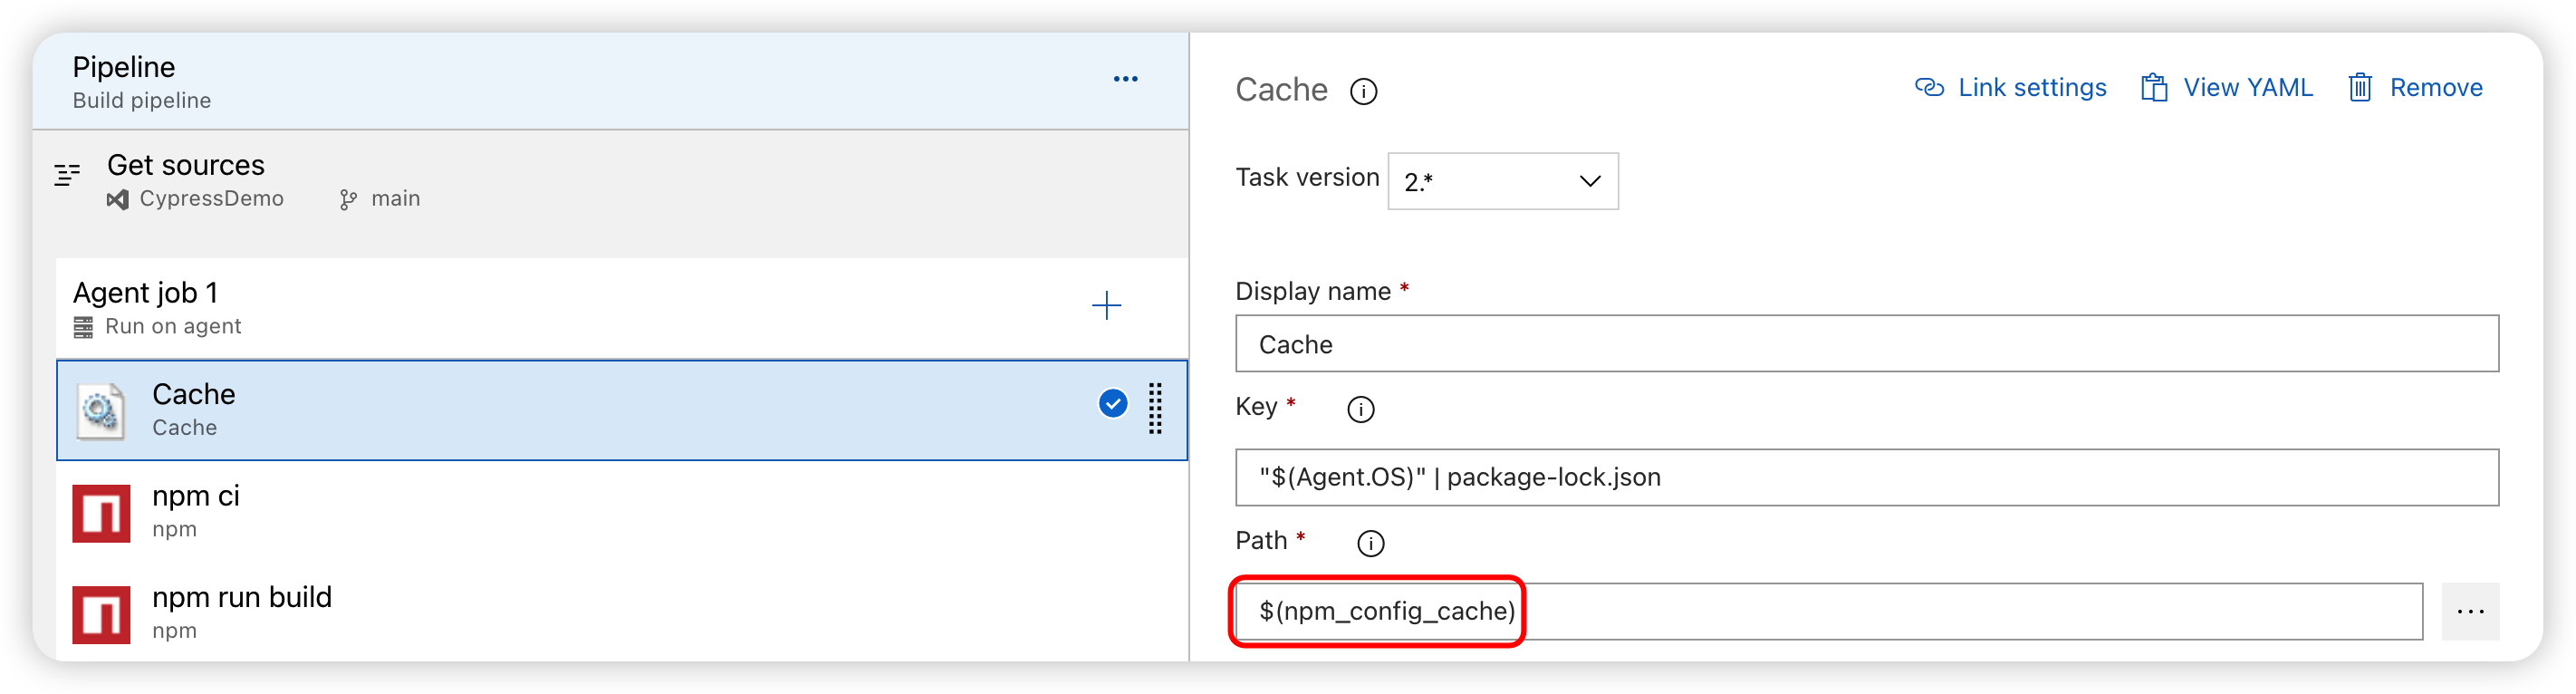 Pipeline
Build pipeline
Get sources
CypressDemo main
Agent job 1
Run on agent
Cache
Cache
npm ci
npm
npm run build
npm
Cache
Link settings View YAML Remove
Task version 2.*
Display name *
Cache
Key *
"$(Agent.OS)" | package-lock.json
Path *
$(npm_config_cache)